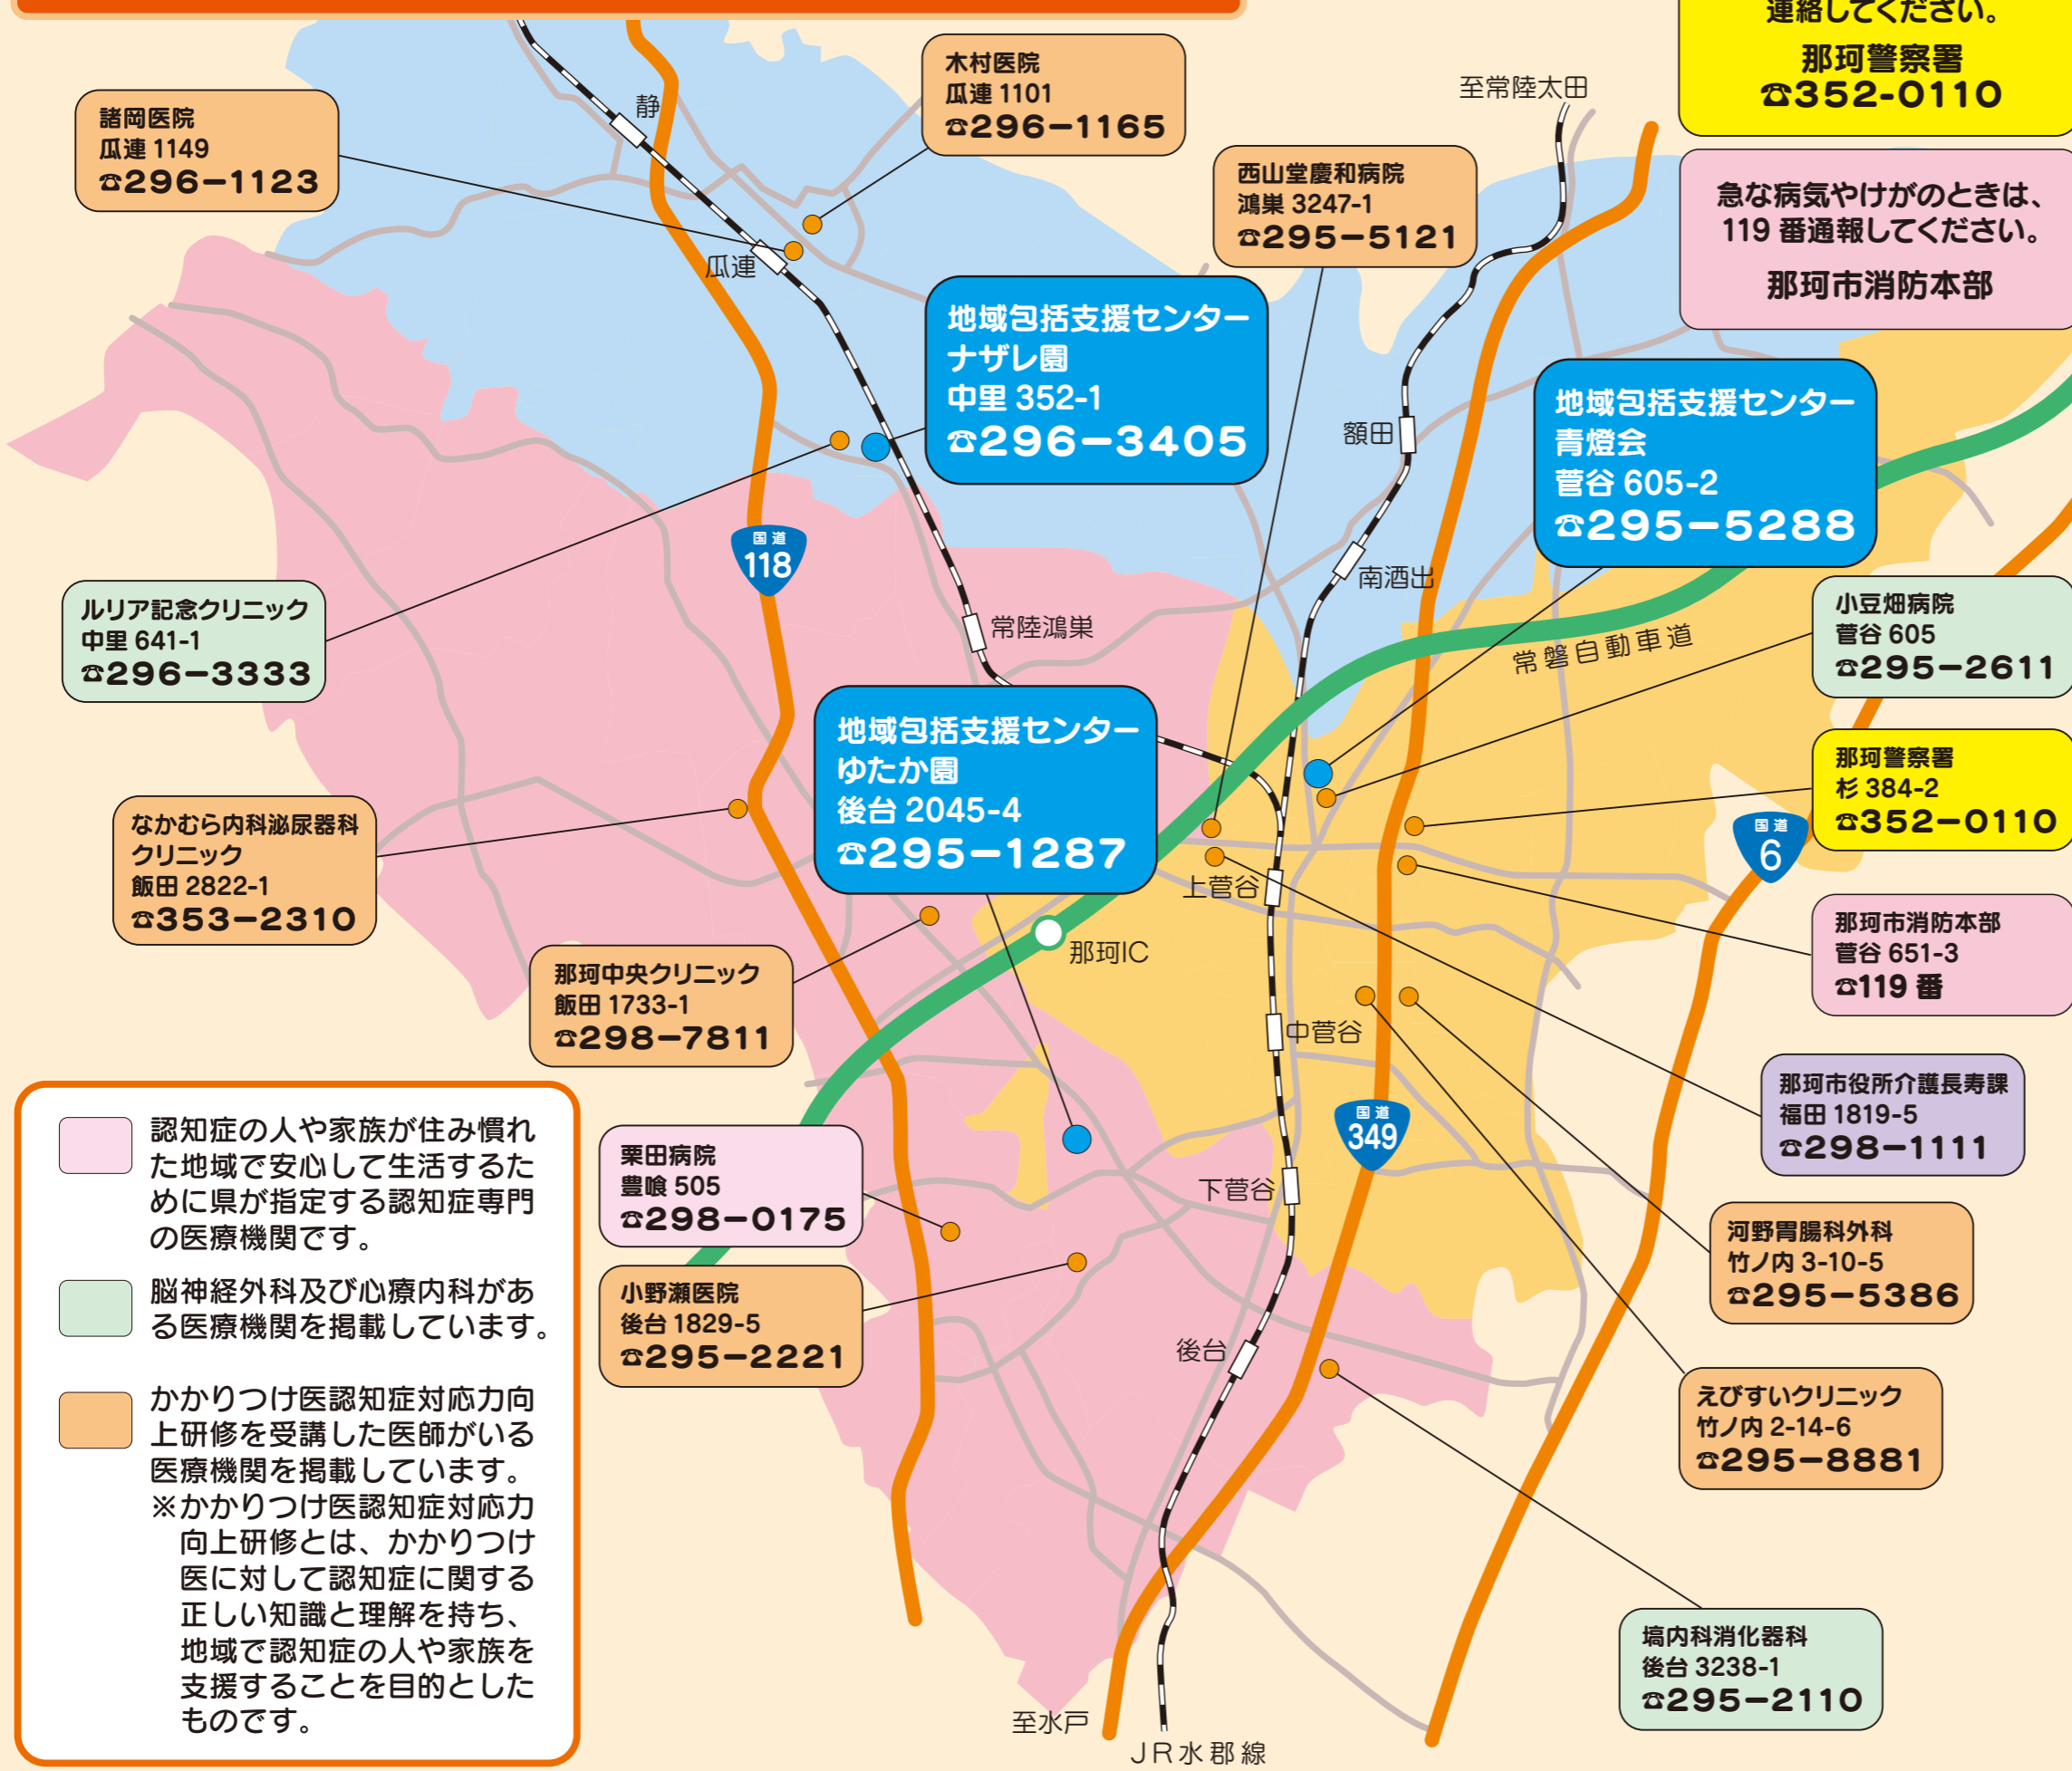 連絡してください。
那珂警察署
☎352-0110
急な病気やけがのときは、
119 番通報してください。
那珂市消防本部
木村医院
瓜連 1101
☎296-1165
諸岡医院
瓜連 1149
☎296-1123
西山堂慶和病院
鴻巣 3247-1
☎295-5121
至常陸太田
静
瓜連
地域包括支援センター
ナザレ園
中里 352-1
☎296-3405
額田
地域包括支援センター
青燈会
菅谷 605-2
☎295-5288
国道
118
南酒出
常陸鴻巣
常磐自動車道
ルリア記念クリニック
中里 641-1
☎296-3333
小豆畑病院
菅谷 605
☎295-2611
地域包括支援センター
ゆたか園
後台 2045-4
☎295-1287
那珂警察署
杉 384-2
☎352-0110
国道
6
なかむら内科泌尿器科
クリニック
飯田 2822-1
☎353-2310
上菅谷
那珂IC
那珂市消防本部
菅谷 651-3
☎119 番
那珂中央クリニック
飯田 1733-1
☎298-7811
中菅谷
那珂市役所介護長寿課
福田 1819-5
☎298-1111
国道
349
栗田病院
豊喰 505
☎298-0175
下菅谷
河野胃腸科外科
竹ノ内 3-10-5
☎295-5386
小野瀬医院
後台 1829-5
☎295-2221
後台
えびすいクリニック
竹ノ内 2-14-6
☎295-8881
塙内科消化器科
後台 3238-1
☎295-2110
至水戸
JR水郡線
認知症の人や家族が住み慣れ
た地域で安心して生活するた
めに県が指定する認知症専門
の医療機関です。
脳神経外科及び心療内科があ
る医療機関を掲載しています。
かかりつけ医認知症対応力向
上研修を受講した医師がいる
医療機関を掲載しています。
※かかりつけ医認知症対応力
向上研修とは、かかりつけ
医に対して認知症に関する
正しい知識と理解を持ち、
地域で認知症の人や家族を
支援することを目的とした
ものです。